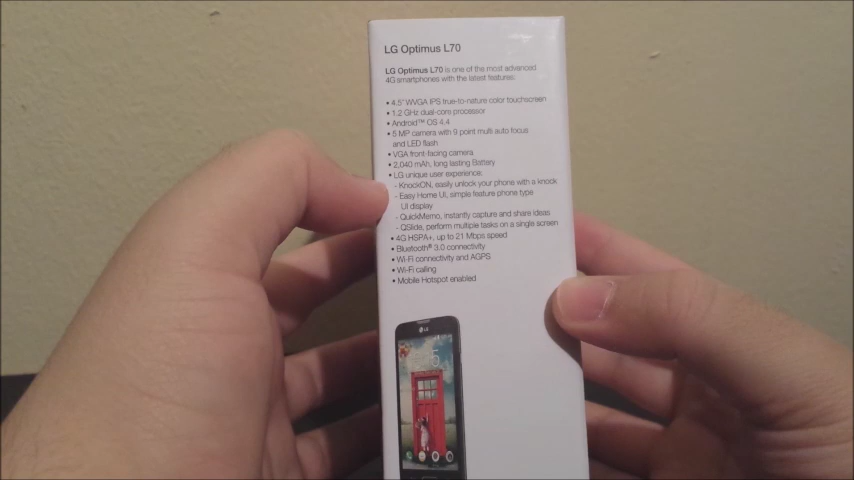 LG Optimus L70
LG Optimus L70 is one of the most advanced
4G smartphones with the latest features:
• 4.5" WVGA IPS true-to-nature color touchscreen
• 1.2 GHz dual-core processor
• Android™ OS 4.4
• 5 MP camera with 9 point multi auto focus
and LED flash
• VGA front-facing camera
• 2,040 mAh, long lasting Battery
• LG unique user experience:
- KnockON, easily unlock your phone with a knock
- Easy Home UI, simple feature phone type
UI display
- QuickMemo, instantly capture and share ideas
- QSlide, perform multiple tasks on a single screen
• 4G HSPA+, up to 21 Mbps speed
• Bluetooth® 3.0 connectivity
• Wi-Fi connectivity and AGPS
• Wi-Fi calling
• Mobile Hotspot enabled
LG